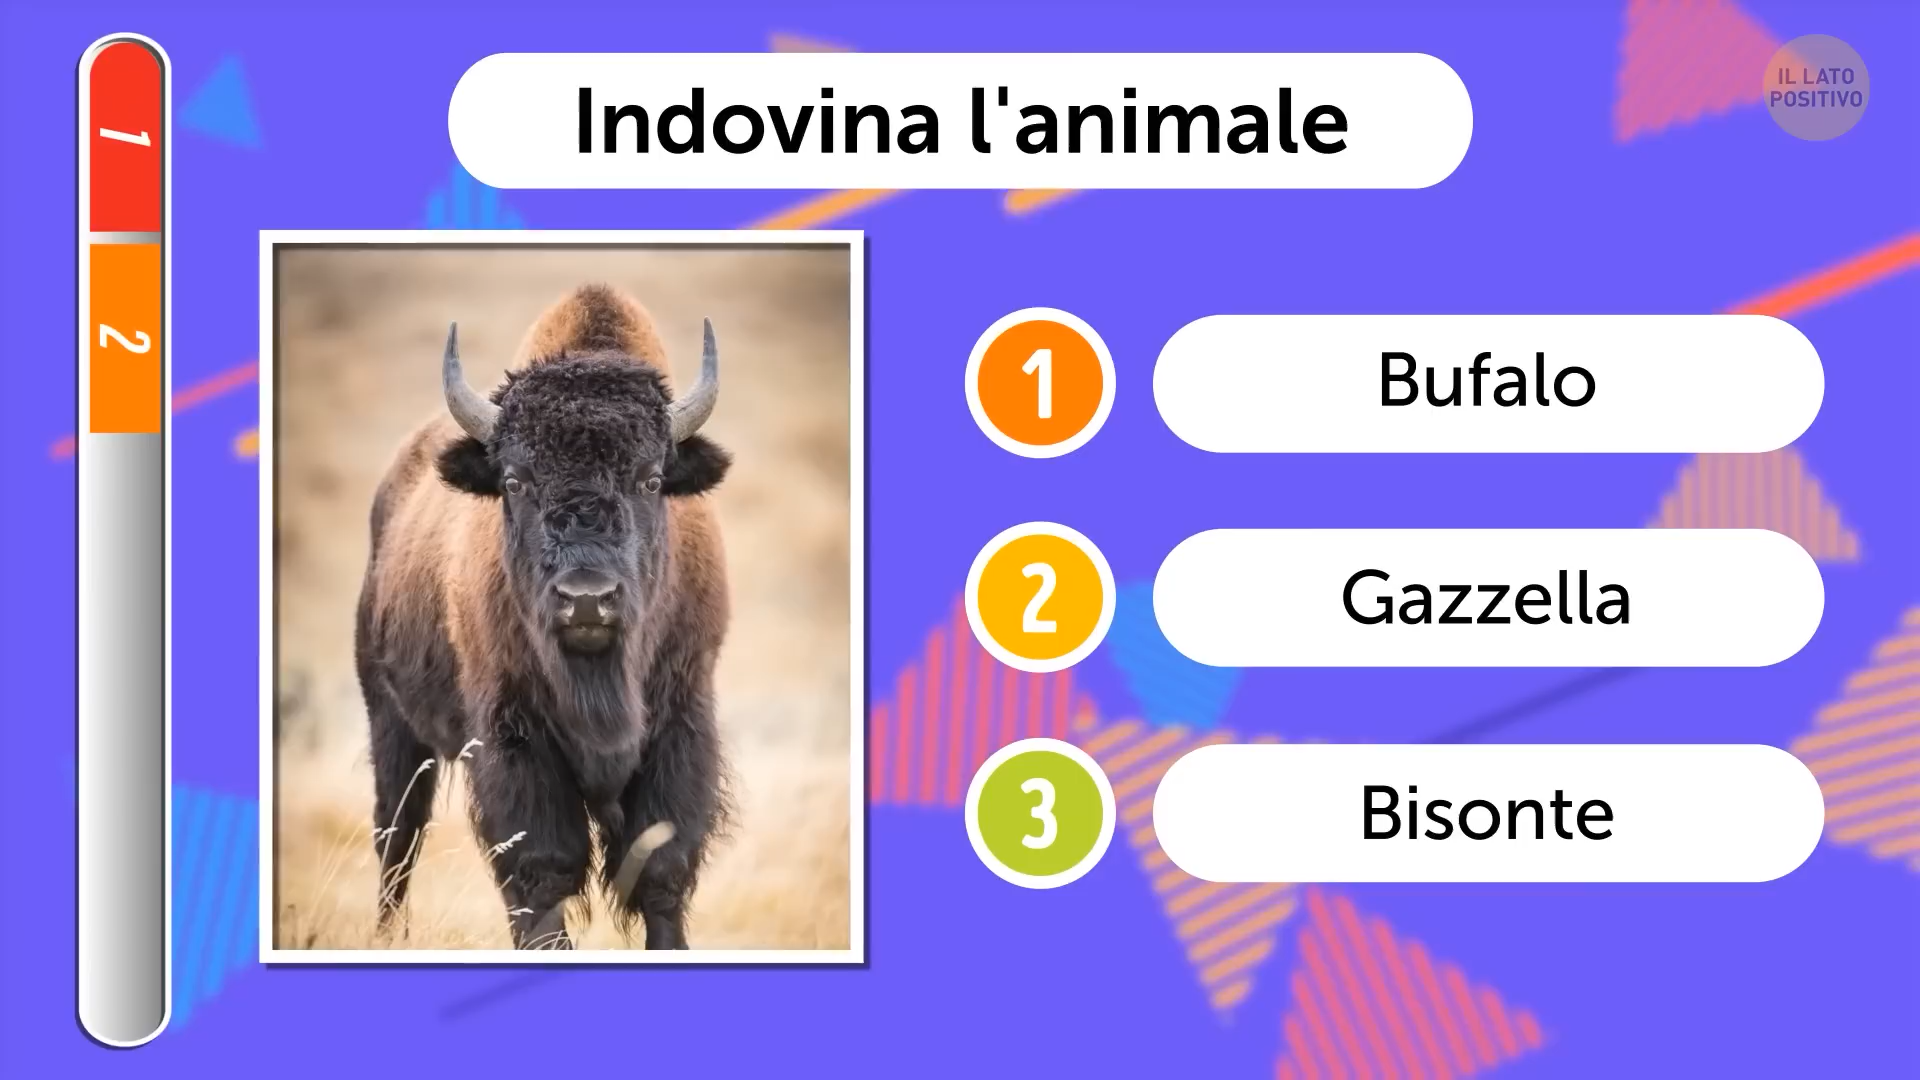 Indovina l'animale
IL LATO
POSITIVO
1
2
1
Bufalo
2
Gazzella
3
Bisonte